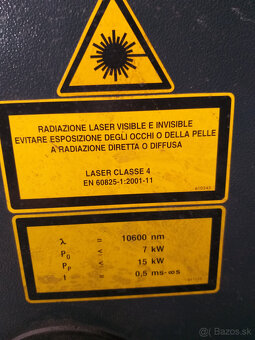 RADIAZIONE LASER VISIBLE E INVISIBLE
EVITARE ESPOSIZIONE DEGLI OCCHI O DELLA PELLE
A RADIAZIONE DIRETTA O DIFFUSA
LASER CLASSE 4
EN 60825-1:2001-11
λ = 10600 nm
P0 < 7 kW
Pp < 15 kW
t = 0,5 ms-∞s
sbazos.sk